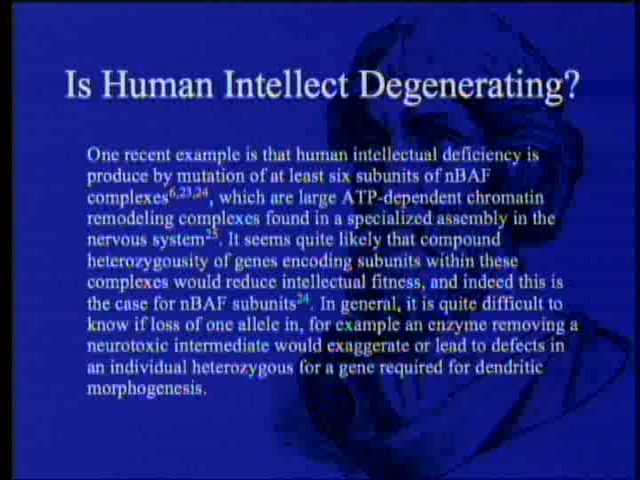 Is Human Intellect Degenerating?
One recent example is that human intellectual deficiency is
produce by mutation of at least six subunits of nBAF
complexes6,23,24, which are large ATP-dependent chromatin
remodeling complexes found in a specialized assembly in the
nervous system25. It seems quite likely that compound
heterozygousity of genes encoding subunits within these
complexes would reduce intellectual fitness, and indeed this is
the case for nBAF subunits24. In general, it is quite difficult to
know if loss of one allele in, for example an enzyme removing a
neurotoxic intermediate would exaggerate or lead to defects in
an individual heterozygous for a gene required for dendritic
morphogenesis.